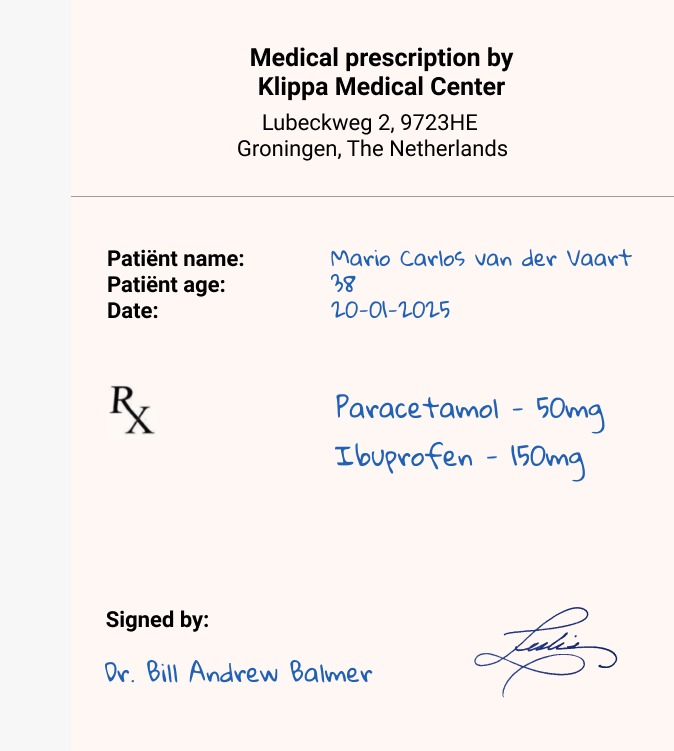 Medical prescription by
Klippa Medical Center
Lubeckweg 2, 9723HE
Groningen, The Netherlands
Patiënt name: Mario Carlos van der Vaart
Patiënt age: 38
Date: 20-01-2025
Rx
Paracetamol - 50mg
Ibuprofen - 150mg
Signed by:
Dr. Bill Andrew Balmer